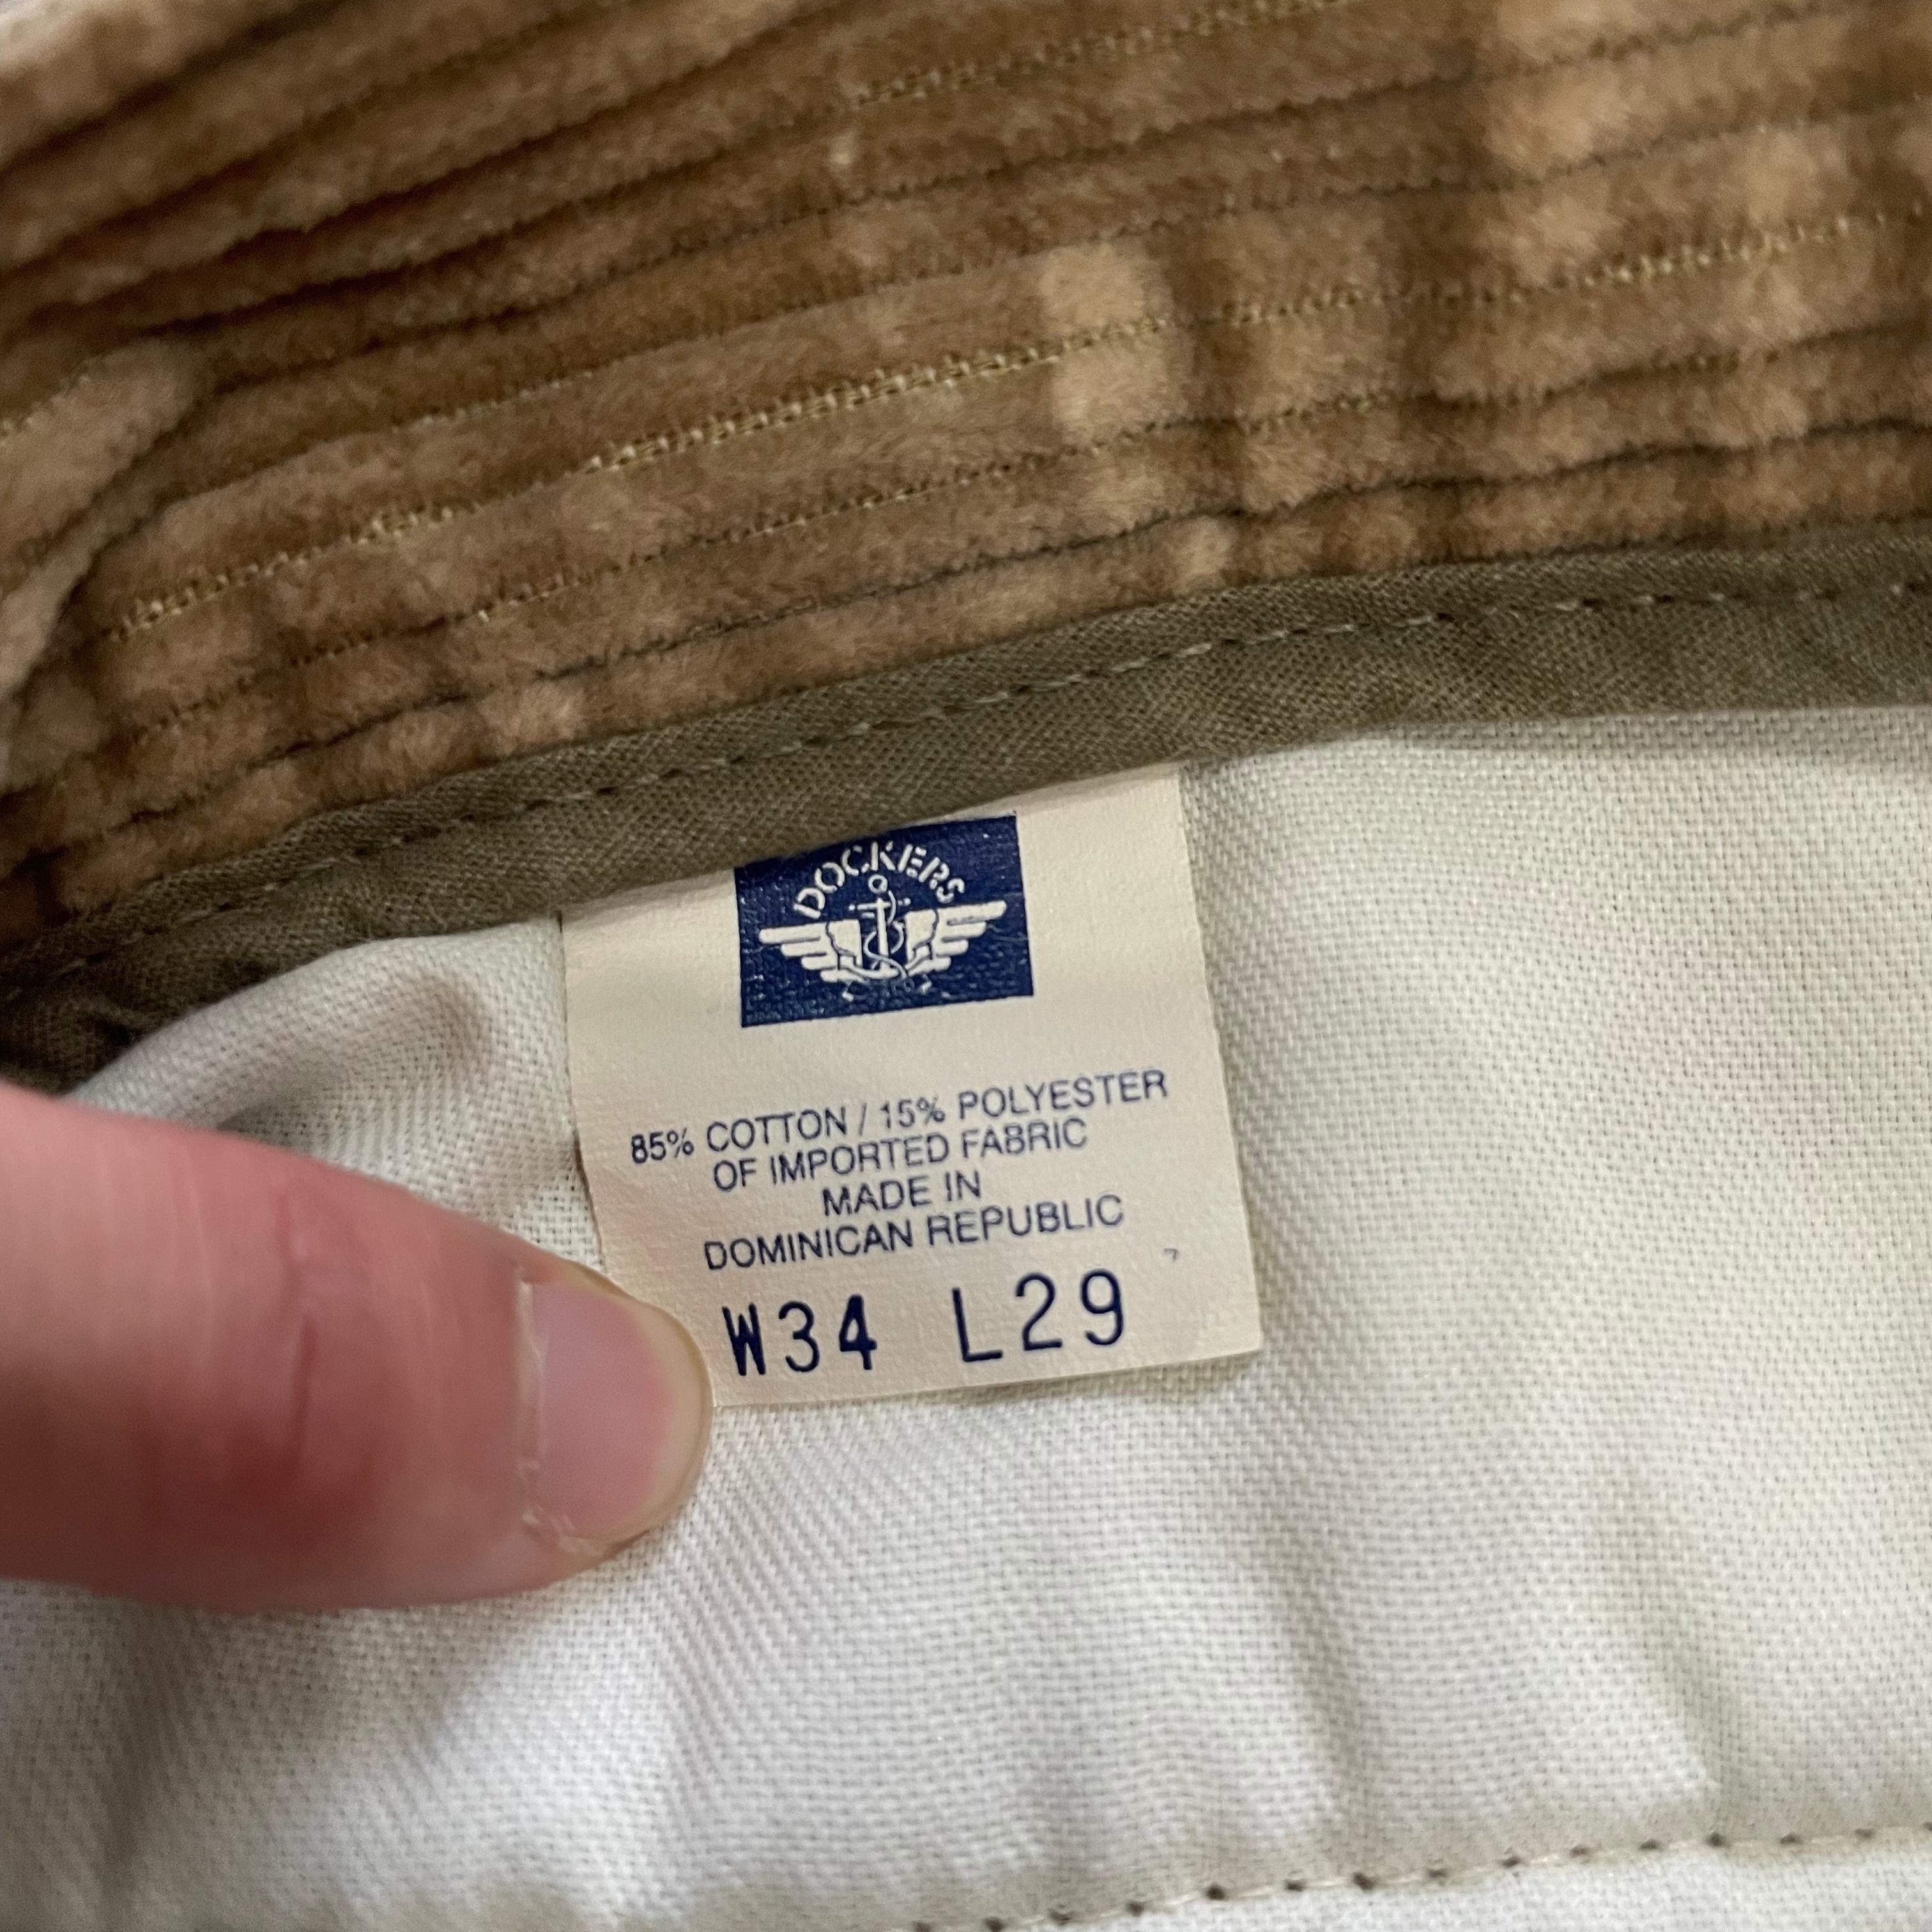 DOCKERS
85% COTTON / 15% POLYESTER
OF IMPORTED FABRIC
MADE IN
DOMINICAN REPUBLIC
W34 L29